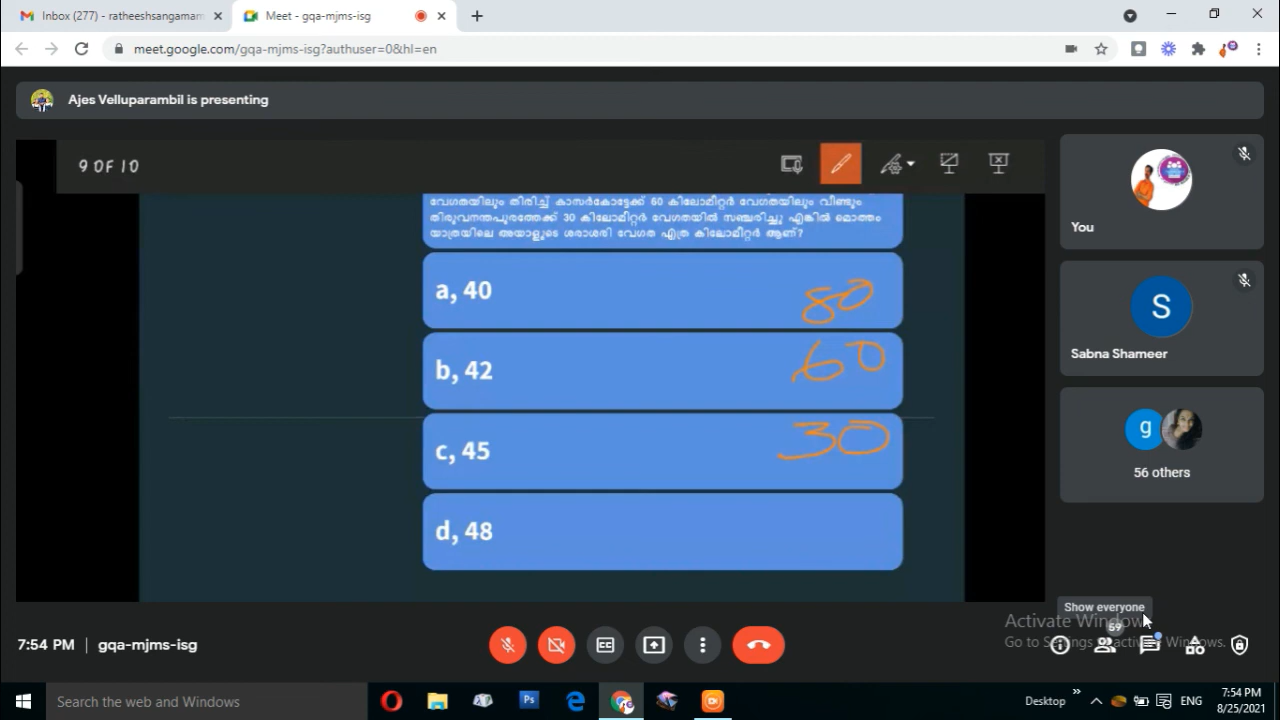 Inbox (277) - ratheeshsangamam
Meet - gqa-mjms-isg
meet.google.com/gqa-mjms-isg?authuser=0&hl=en
Ajes Velluparambil is presenting
9 OF 10
വേഗതയിലും തിരിച്ച് കാസർകോട്ടേക്ക് 60 കിലോമീറ്റർ വേഗതയിലും വീണ്ടും
തിരുവനന്തപുരത്തേക്ക് 30 കിലോമീറ്റർ വേഗതയിൽ സഞ്ചരിച്ചു എങ്കിൽ മൊത്തം
യാത്രയിലെ അയാളുടെ ശരാശരി വേഗത എത്ര കിലോമീറ്റർ ആണ്?
a, 40
80
b, 42
60
c, 45
30
d, 48
You
S
Sabna Shameer
g
56 others
Show everyone
59
Activate Windows
Go to Settings to activate Windows.
7:54 PM | gqa-mjms-isg
CC
Search the web and Windows
Ps
Desktop
ENG
7:54 PM
8/25/2021